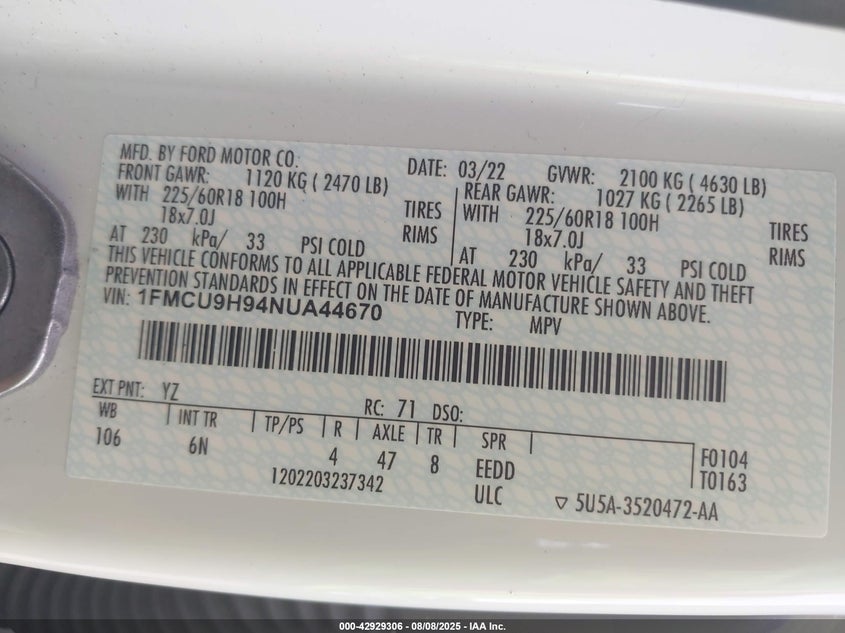 MFD. BY FORD MOTOR CO. DATE: 03/22 GVWR: 2100 KG ( 4630 LB)
FRONT GAWR: 1120 KG ( 2470 LB) REAR GAWR: 1027 KG ( 2265 LB)
WITH 225/60R18 100H TIRES WITH 225/60R18 100H TIRES
18x7.0J RIMS 18x7.0J RIMS
AT 230 kPa/ 33 PSI COLD AT 230 kPa/ 33 PSI COLD
THIS VEHICLE CONFORMS TO ALL APPLICABLE FEDERAL MOTOR VEHICLE SAFETY AND THEFT
PREVENTION STANDARDS IN EFFECT ON THE DATE OF MANUFACTURE SHOWN ABOVE.
VIN: 1FMCU9H94NUA44670 TYPE: MPV
EXT PNT: YZ RC: 71 DSO:
WB INT TR TP/PS R AXLE TR SPR F0104
106 6N 4 47 8 EEDD T0163
1202203237342 ULC ▽ 5U5A-3520472-AA
000-42929306 - 08/08/2025 - IAA Inc.